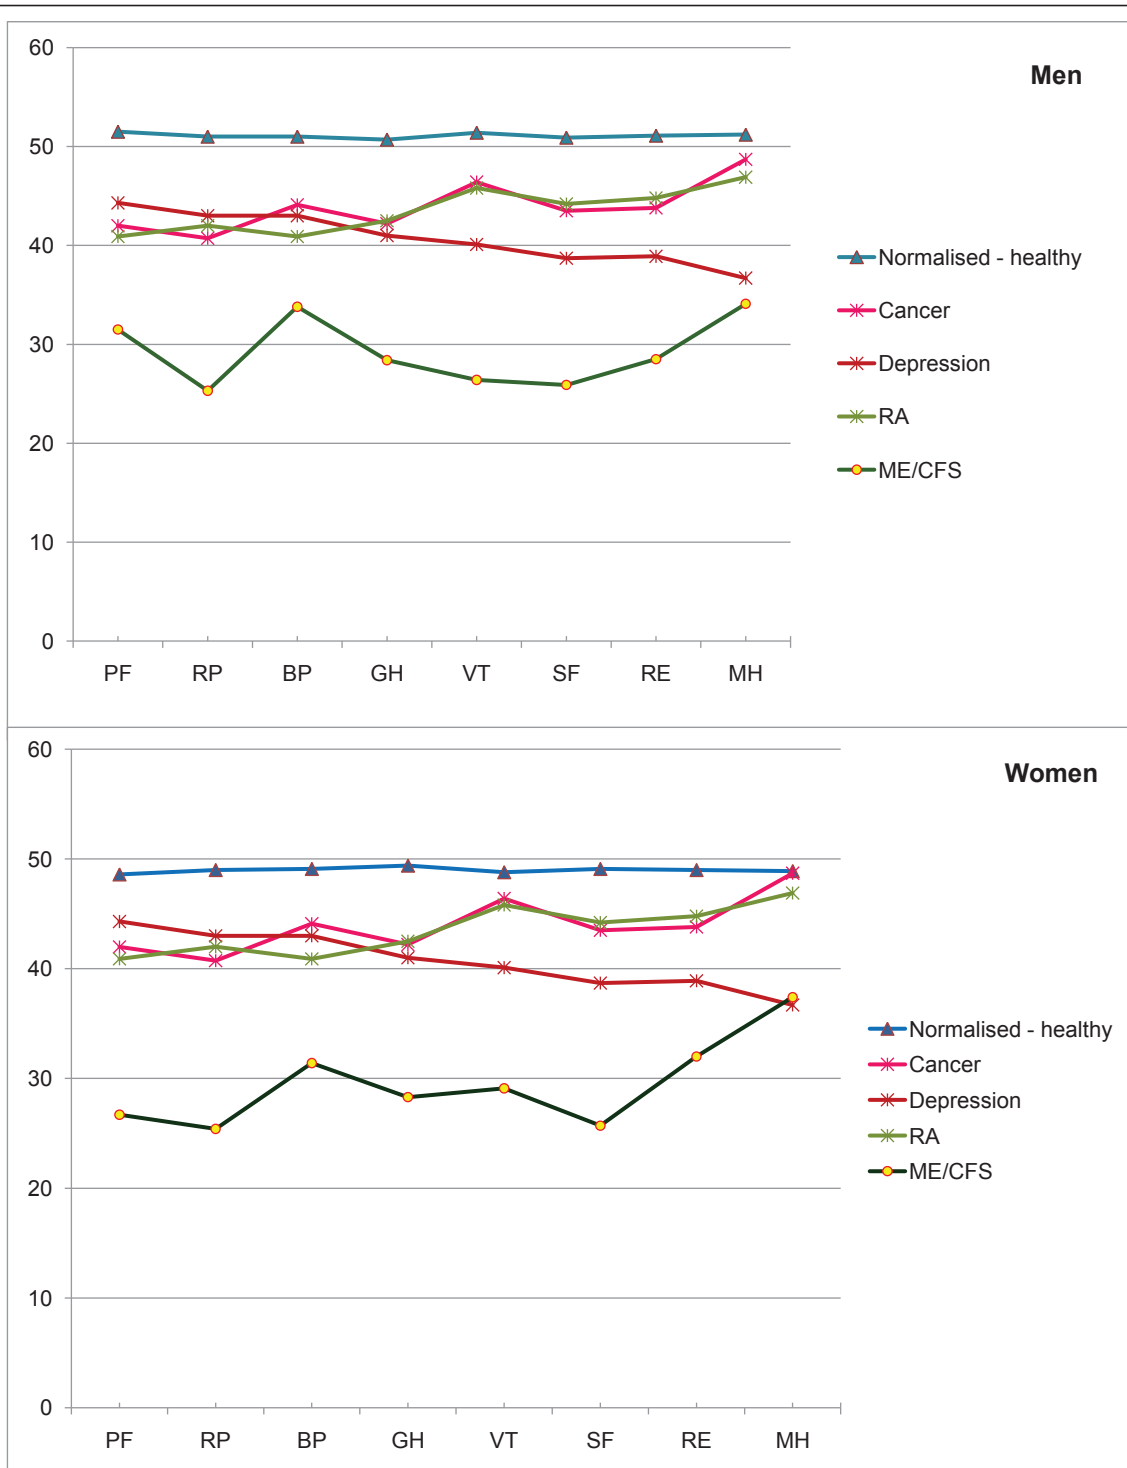 Men
60
50
40
30
20
10
0
PF RP BP GH VT SF RE MH
Normalised - healthy
Cancer
Depression
RA
ME/CFS
Women
60
50
40
30
20
10
0
PF RP BP GH VT SF RE MH
Normalised - healthy
Cancer
Depression
RA
ME/CFS